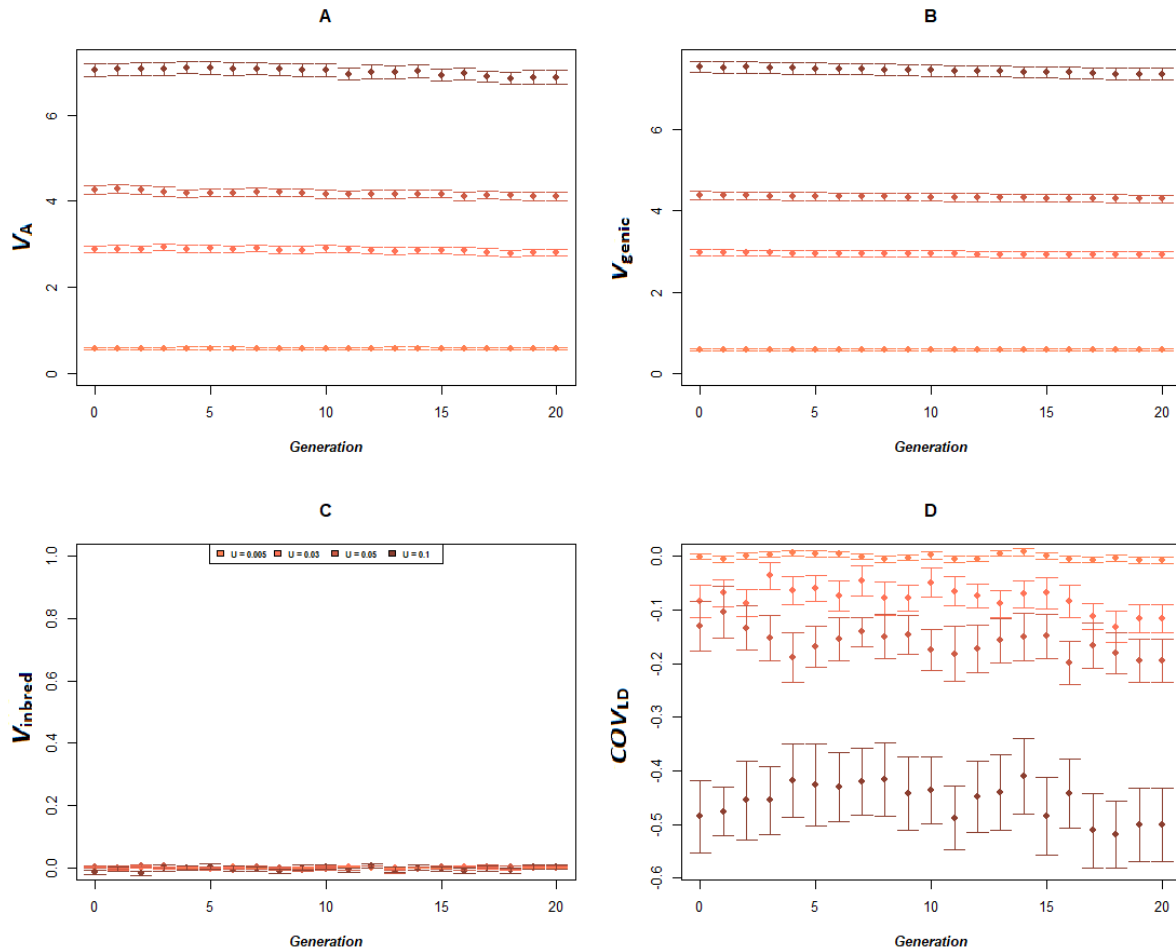 A
V_A
6
4
2
0
0 5 10 15 20
Generation
B
V_genic
6
4
2
0
0 5 10 15 20
Generation
C
U = 0.005 U = 0.03 U = 0.05 U = 0.1
V_inbred
1.0
0.8
0.6
0.4
0.2
0.0
0 5 10 15 20
Generation
D
COV_LD
0.0
-0.1
-0.2
-0.3
-0.4
-0.5
-0.6
0 5 10 15 20
Generation